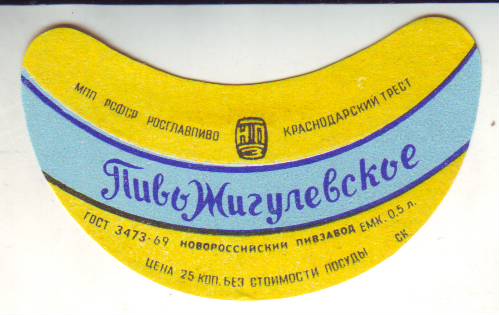 МПП РСФСР РОСГЛАВПИВО КРАСНОДАРСКИЙ ТРЕСТ
Пиво Жигулевское
ГОСТ 3473-69 НОВОРОССИЙСКИЙ ПИВЗАВОД ЕМК. 0.5 Л.
ЦЕНА 25 КОП. БЕЗ СТОИМОСТИ ПОСУДЫ СК